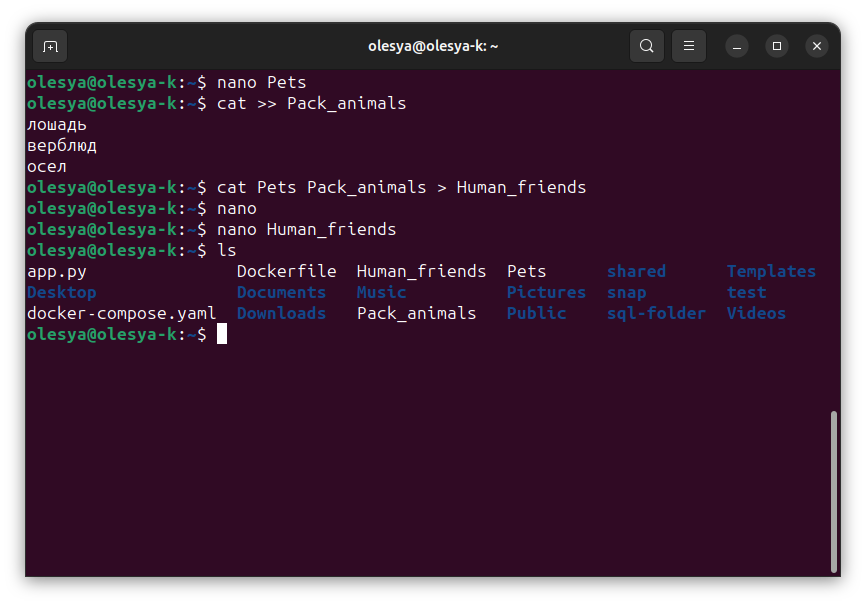 olesya@olesya-k: ~
olesya@olesya-k:~$ nano Pets
olesya@olesya-k:~$ cat >> Pack_animals
лошадь
верблюд
осел
olesya@olesya-k:~$ cat Pets Pack_animals > Human_friends
olesya@olesya-k:~$ nano
olesya@olesya-k:~$ nano Human_friends
olesya@olesya-k:~$ ls
app.py Dockerfile Human_friends Pets shared Templates
Desktop Documents Music Pictures snap test
docker-compose.yaml Downloads Pack_animals Public sql-folder Videos
olesya@olesya-k:~$